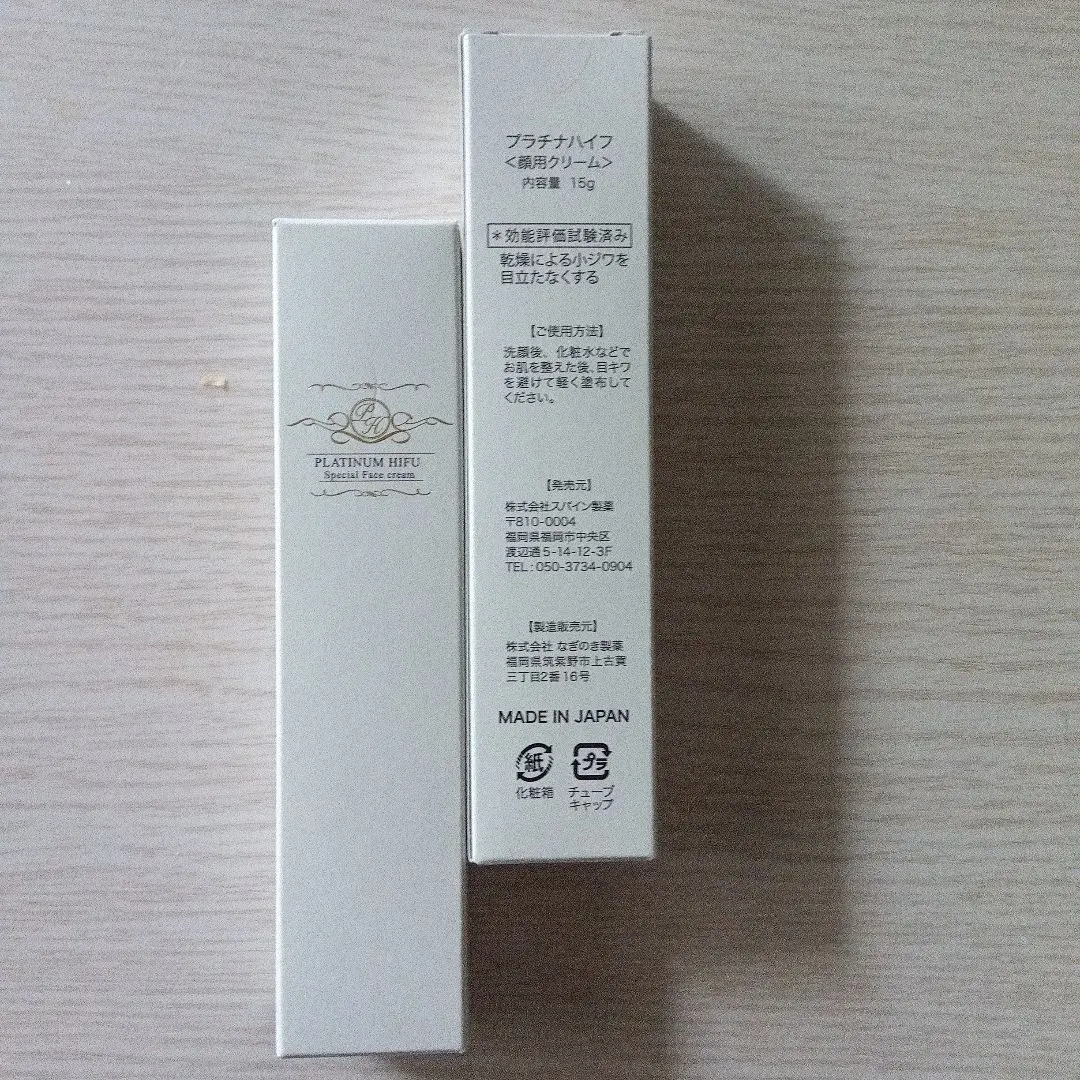 PH
PLATINUM HIFU
Special Face cream
プラチナハイフ
＜顔用クリーム＞
内容量 15g
＊効能評価試験済み
乾燥による小ジワを
目立たなくする
【ご使用方法】
洗顔後、化粧水などで
お肌を整えた後、目キワ
を避けて軽く塗布して
ください。
【発売元】
株式会社スパイン製薬
〒810-0004
福岡県福岡市中央区
渡辺通5-14-12-3F
TEL：050-3734-0904
【製造販売元】
株式会社 なぎのき製薬
福岡県筑紫野市上古賀
三丁目2番16号
MADE IN JAPAN
紙 プラ
化粧箱 チューブ
キャップ